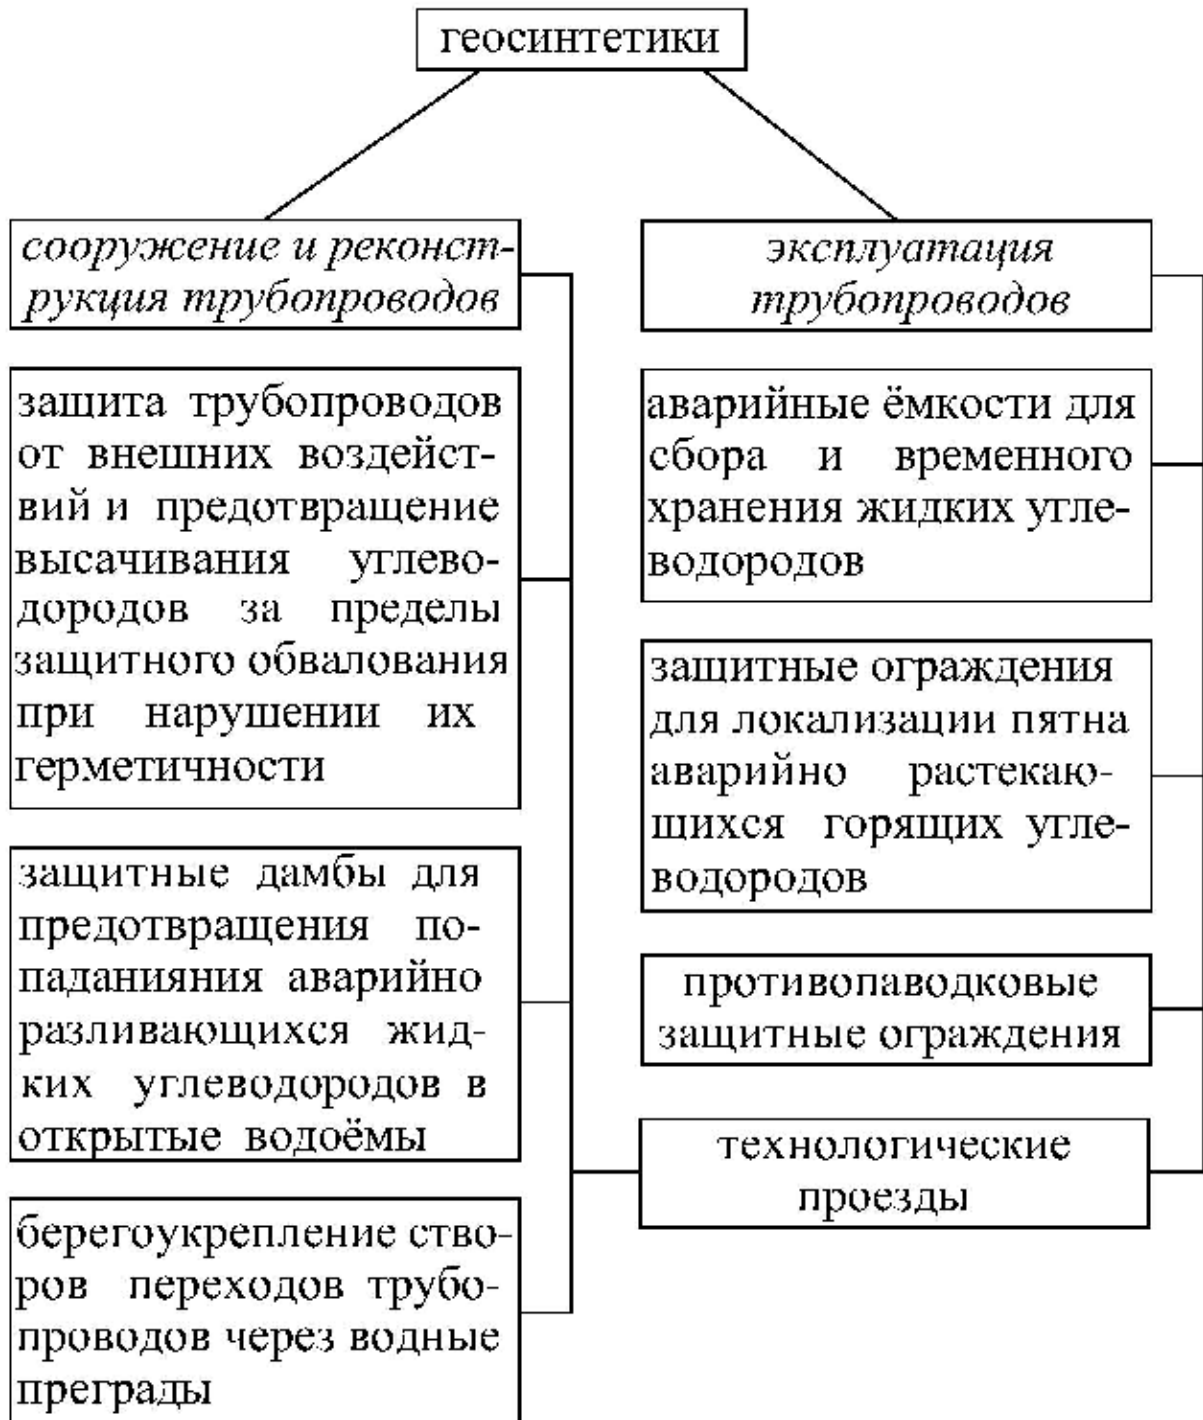 геосинтетики
сооружение и реконст-
рукция трубопроводов
защита трубопроводов
от внешних воздейст-
вий и предотвращение
высачивания углево-
дородов за пределы
защитного обвалования
при нарушении их
герметичности
защитные дамбы для
предотвращения по-
паданияния аварийно
разливающихся жид-
ких углеводородов в
открытые водоёмы
берегоукрепление ство-
ров переходов трубо-
проводов через водные
преграды
эксплуатация
трубопроводов
аварийные ёмкости для
сбора и временного
хранения жидких угле-
водородов
защитные ограждения
для локализации пятна
аварийно растекаю-
щихся горящих угле-
водородов
противопаводковые
защитные ограждения
технологические
проезды